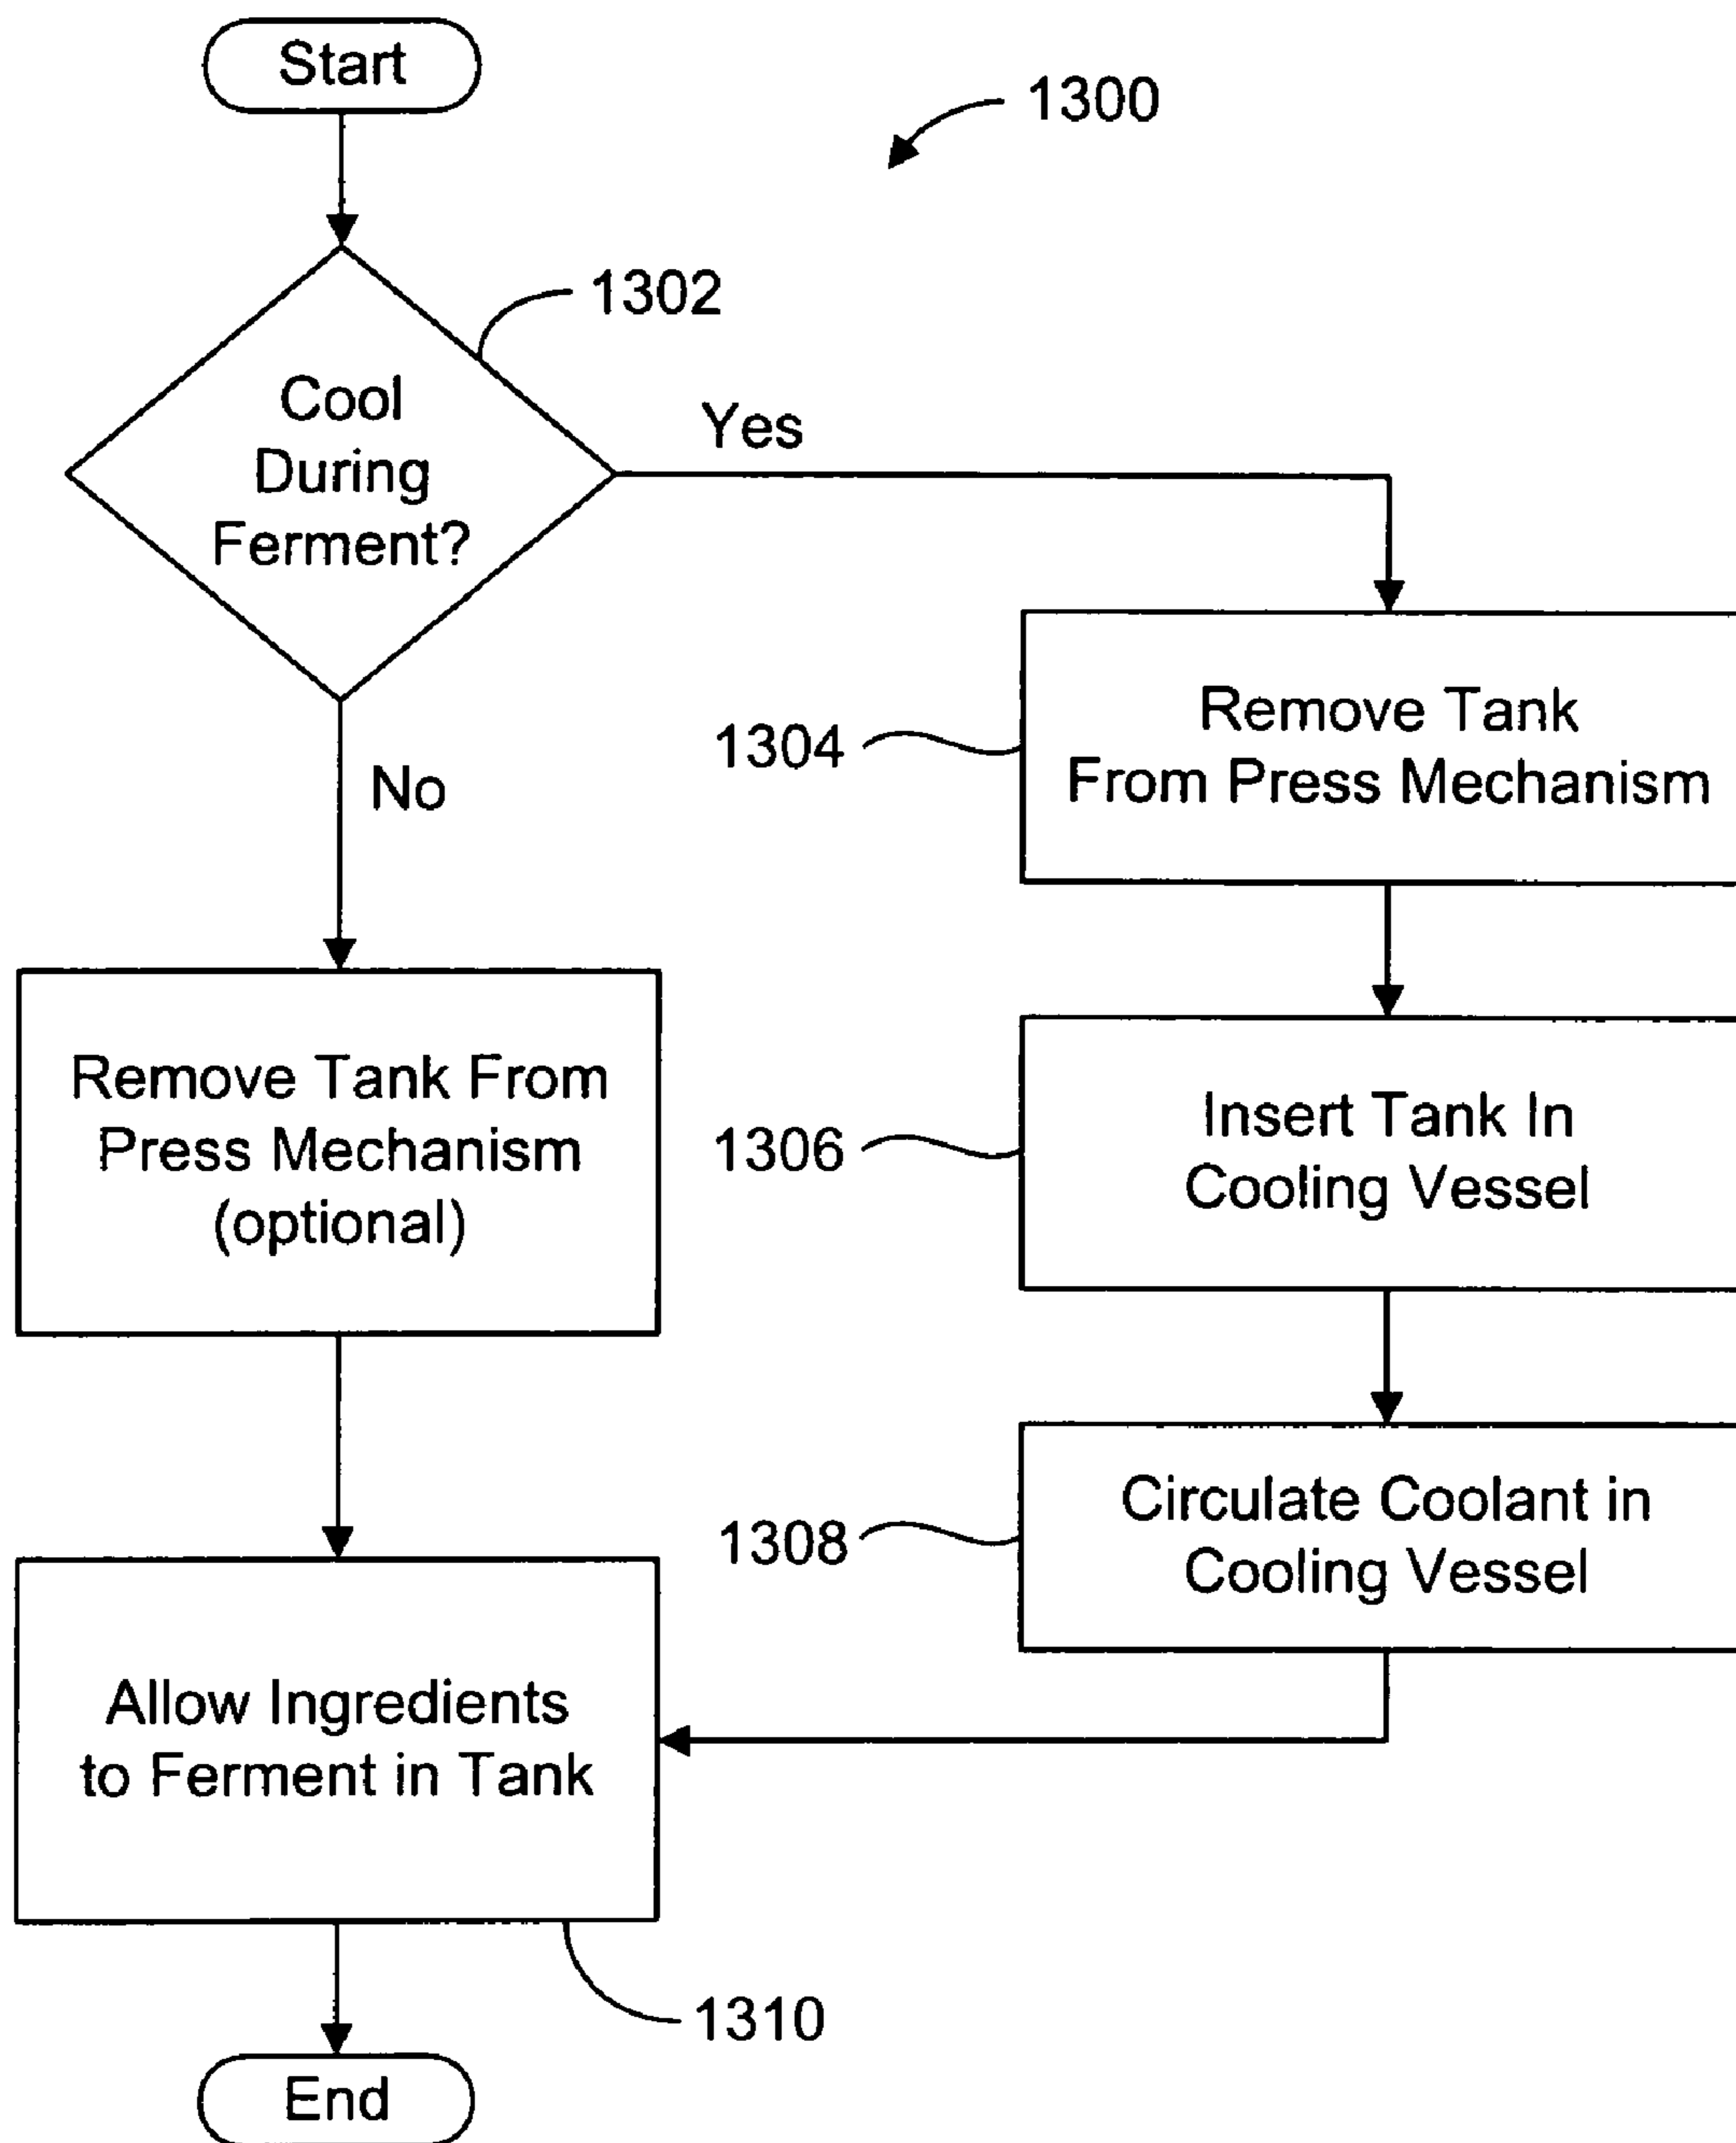 Start
1300
1302
Cool
During
Ferment?
Yes
No
Remove Tank
From Press Mechanism
1304
Remove Tank From
Press Mechanism
(optional)
Insert Tank In
Cooling Vessel
1306
Circulate Coolant in
Cooling Vessel
1308
Allow Ingredients
to Ferment in Tank
1310
End